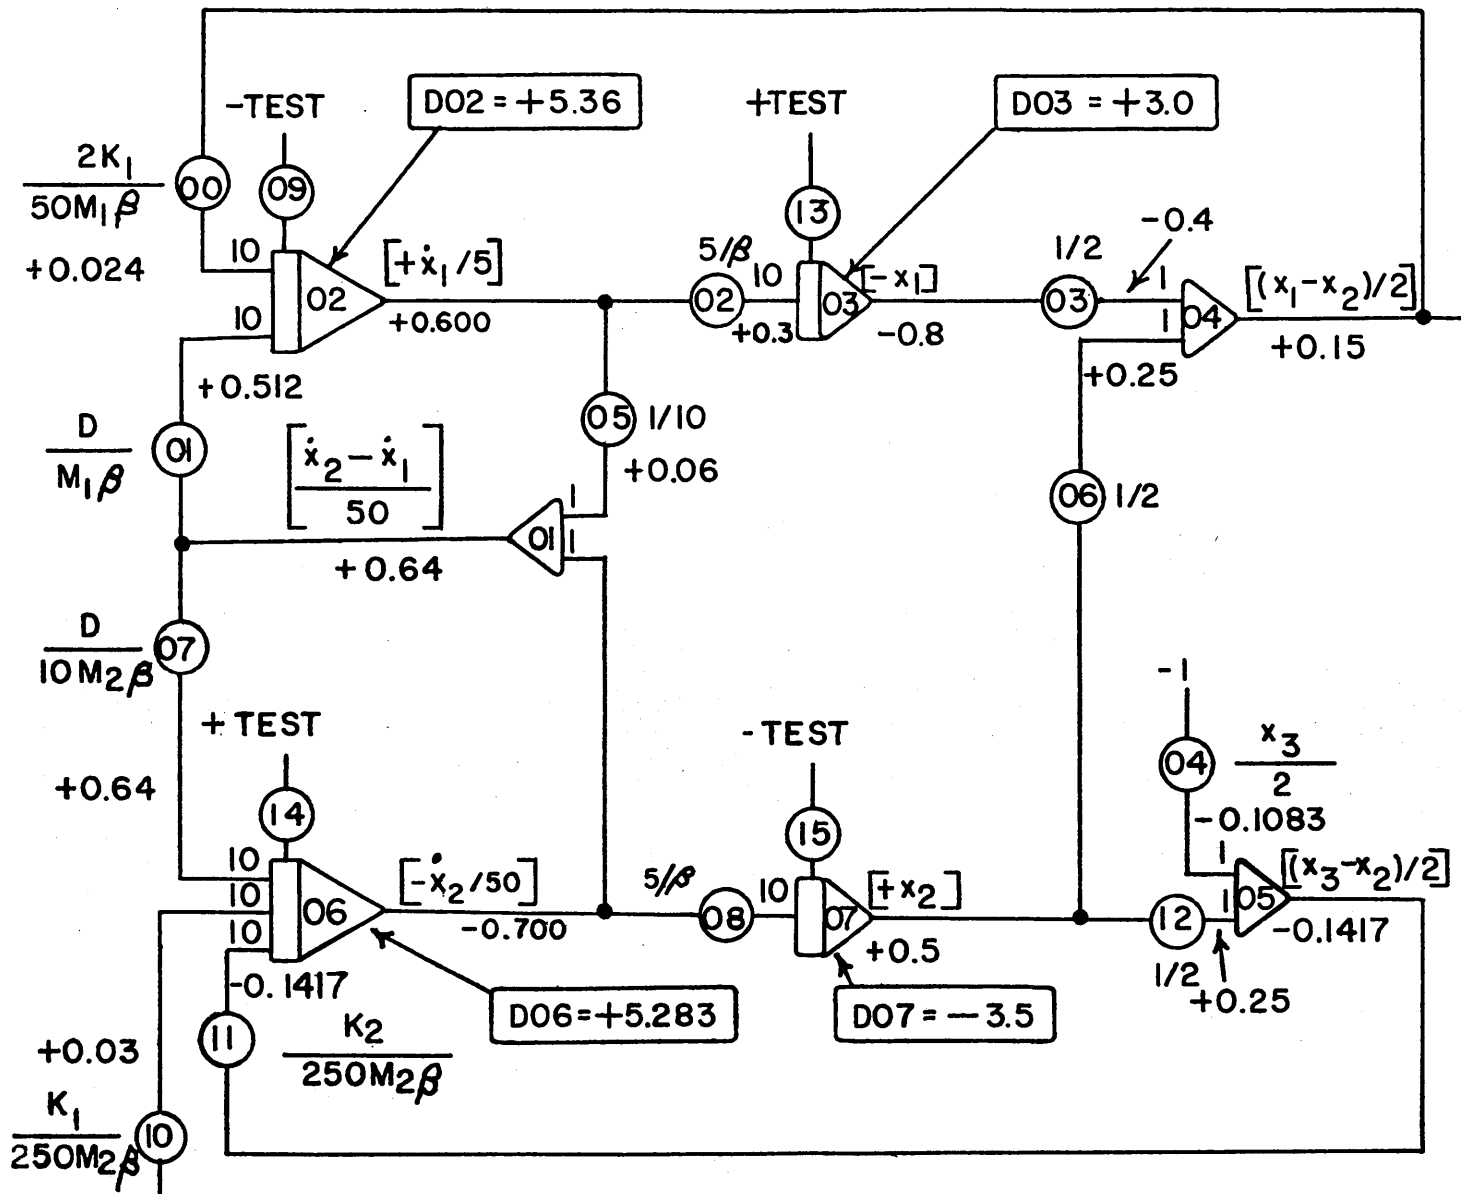 -TEST
DO2 = +5.36
+TEST
DO3 = +3.0
2K₁
50M₁β
00
09
13
+0.024
10
[+ẋ₁/5]
5/β
10
[-x₁]
1/2
-0.4
1
[(x₁-x₂)/2]
02
02
03
03
04
10
+0.600
+0.3
-0.8
1
+0.15
+0.512
+0.25
D
M₁β
01
[ẋ₂-ẋ₁
50]
05
1/10
+0.06
06
1/2
1
01
1
+0.64
D
10M₂β
07
-1
+TEST
-TEST
04
x₃
2
+0.64
14
15
-0.1083
10
10
10
[-ẋ₂/50]
5/β
10
[+x₂]
1
[(x₃-x₂)/2]
06
08
07
12
1
05
-0.700
+0.5
-0.1417
-0.1417
1/2
+0.25
DO6=+5.283
DO7=-3.5
+0.03
11
K₂
250M₂β
K₁
250M₂β
10